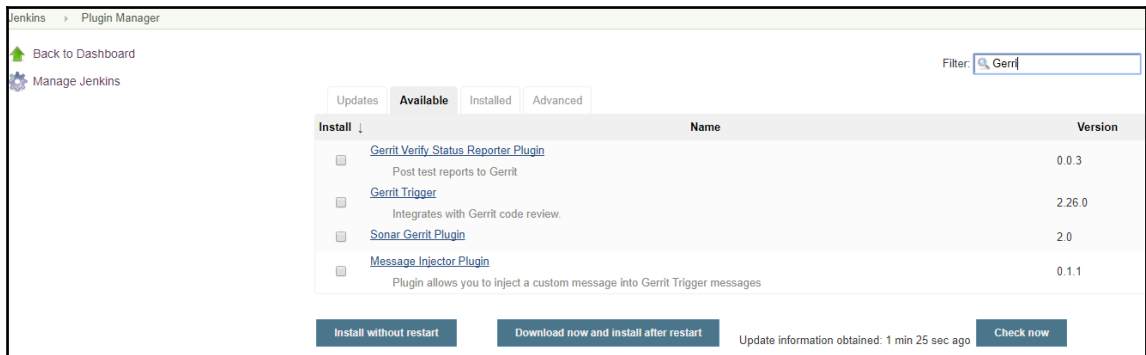 Jenkins Plugin Manager
Back to Dashboard
Manage Jenkins
Filter: Gerri
Updates Available Installed Advanced
Install ↓ Name Version
Gerrit Verify Status Reporter Plugin
Post test reports to Gerrit
0.0.3
Gerrit Trigger
Integrates with Gerrit code review.
2.26.0
Sonar Gerrit Plugin 2.0
Message Injector Plugin
Plugin allows you to inject a custom message into Gerrit Trigger messages
0.1.1
Install without restart Download now and install after restart Update information obtained: 1 min 25 sec ago Check now